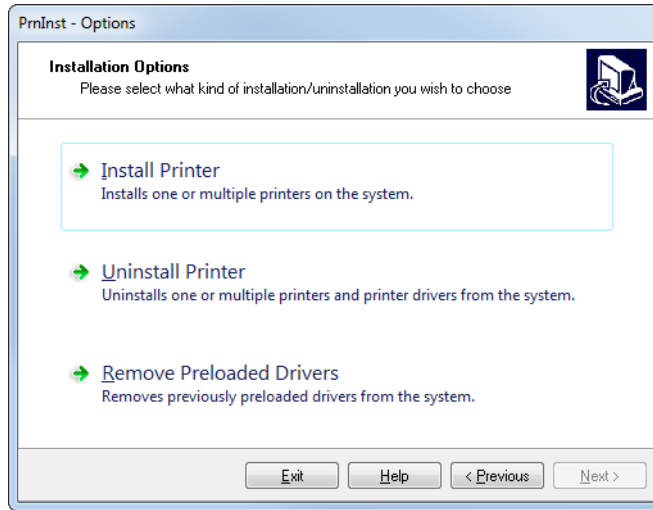 PrnInst - Options
Installation Options
Please select what kind of installation/uninstallation you wish to choose
Install Printer
Installs one or multiple printers on the system.
Uninstall Printer
Uninstalls one or multiple printers and printer drivers from the system.
Remove Preloaded Drivers
Removes previously preloaded drivers from the system.
Exit Help < Previous Next >